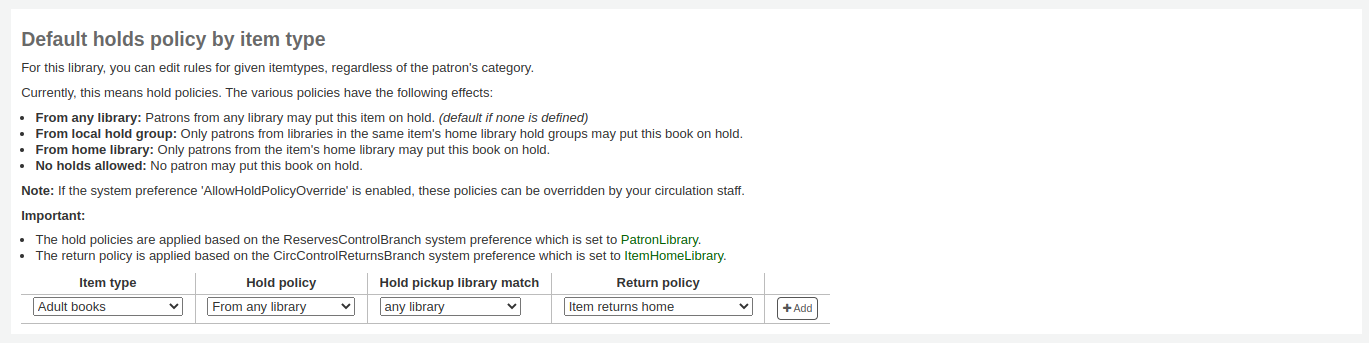 Default holds policy by item type
For this library, you can edit rules for given itemtypes, regardless of the patron's category.
Currently, this means hold policies. The various policies have the following effects:
• From any library: Patrons from any library may put this item on hold. (default if none is defined)
• From local hold group: Only patrons from libraries in the same item's home library hold groups may put this book on hold.
• From home library: Only patrons from the item's home library may put this book on hold.
• No holds allowed: No patron may put this book on hold.
Note: If the system preference 'AllowHoldPolicyOverride' is enabled, these policies can be overridden by your circulation staff.
Important:
• The hold policies are applied based on the ReservesControlBranch system preference which is set to PatronLibrary.
• The return policy is applied based on the CircControlReturnsBranch system preference which is set to ItemHomeLibrary.
Item type Hold policy Hold pickup library match Return policy
Adult books From any library any library Item returns home + Add